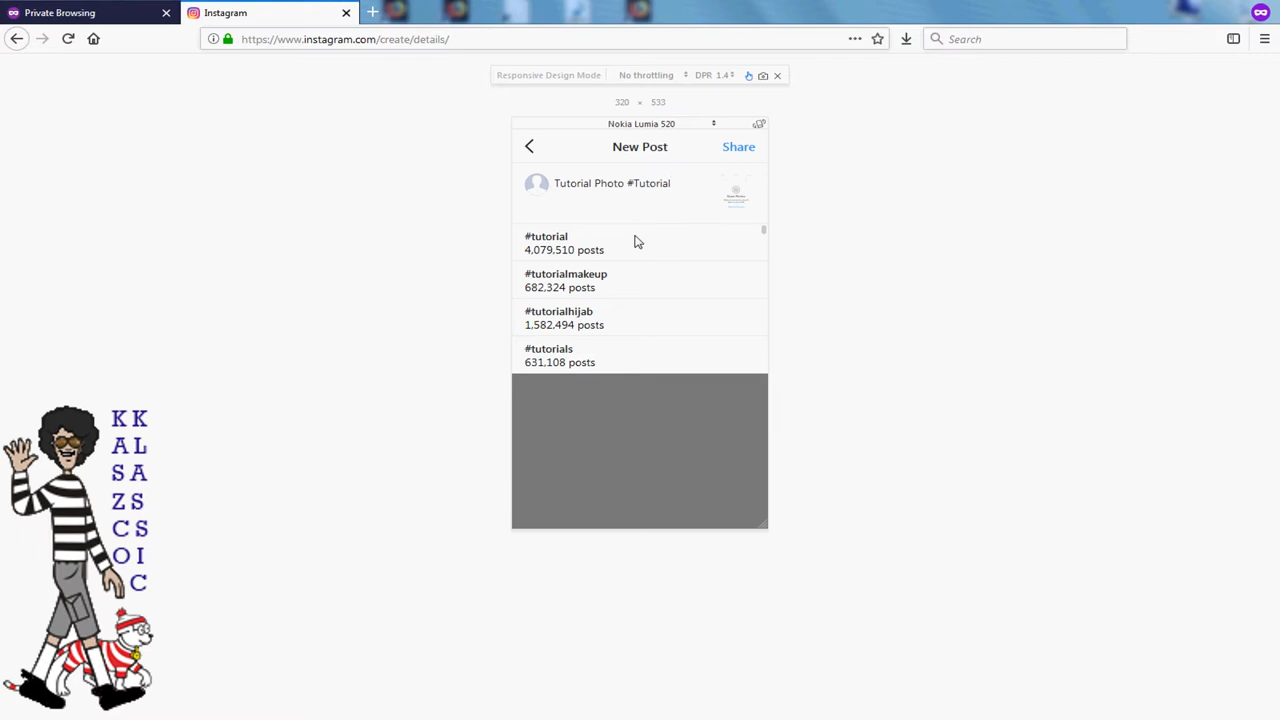 Private Browsing
Instagram
https://www.instagram.com/create/details/
Search
Responsive Design Mode
No throttling
DPR 1.4
320 × 533
Nokia Lumia 520
New Post
Share
Tutorial Photo #Tutorial
#tutorial
4,079,510 posts
#tutorialmakeup
682,324 posts
#tutorialhijab
1,582,494 posts
#tutorials
631,108 posts
K K
A L
S A
Z S
C S
O I
C